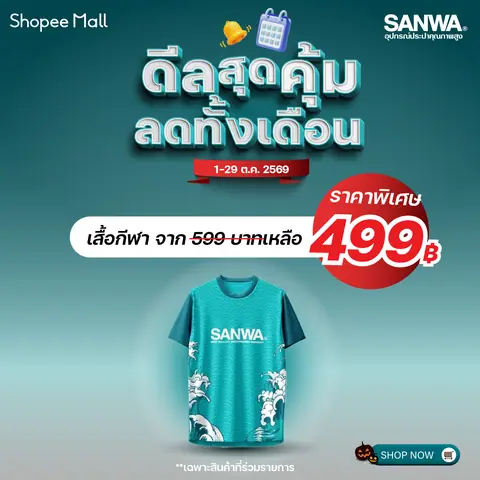 Shopee Mall
SANWA®
อุปกรณ์ประปาคุณภาพสูง
ดีลสุดคุ้ม
ลดทั้งเดือน
1-29 ต.ค. 2569
ราคาพิเศษ
เสื้อกีฬา จาก 599 บาทเหลือ
499฿
SANWA®
**เฉพาะสินค้าที่ร่วมรายการ
SHOP NOW